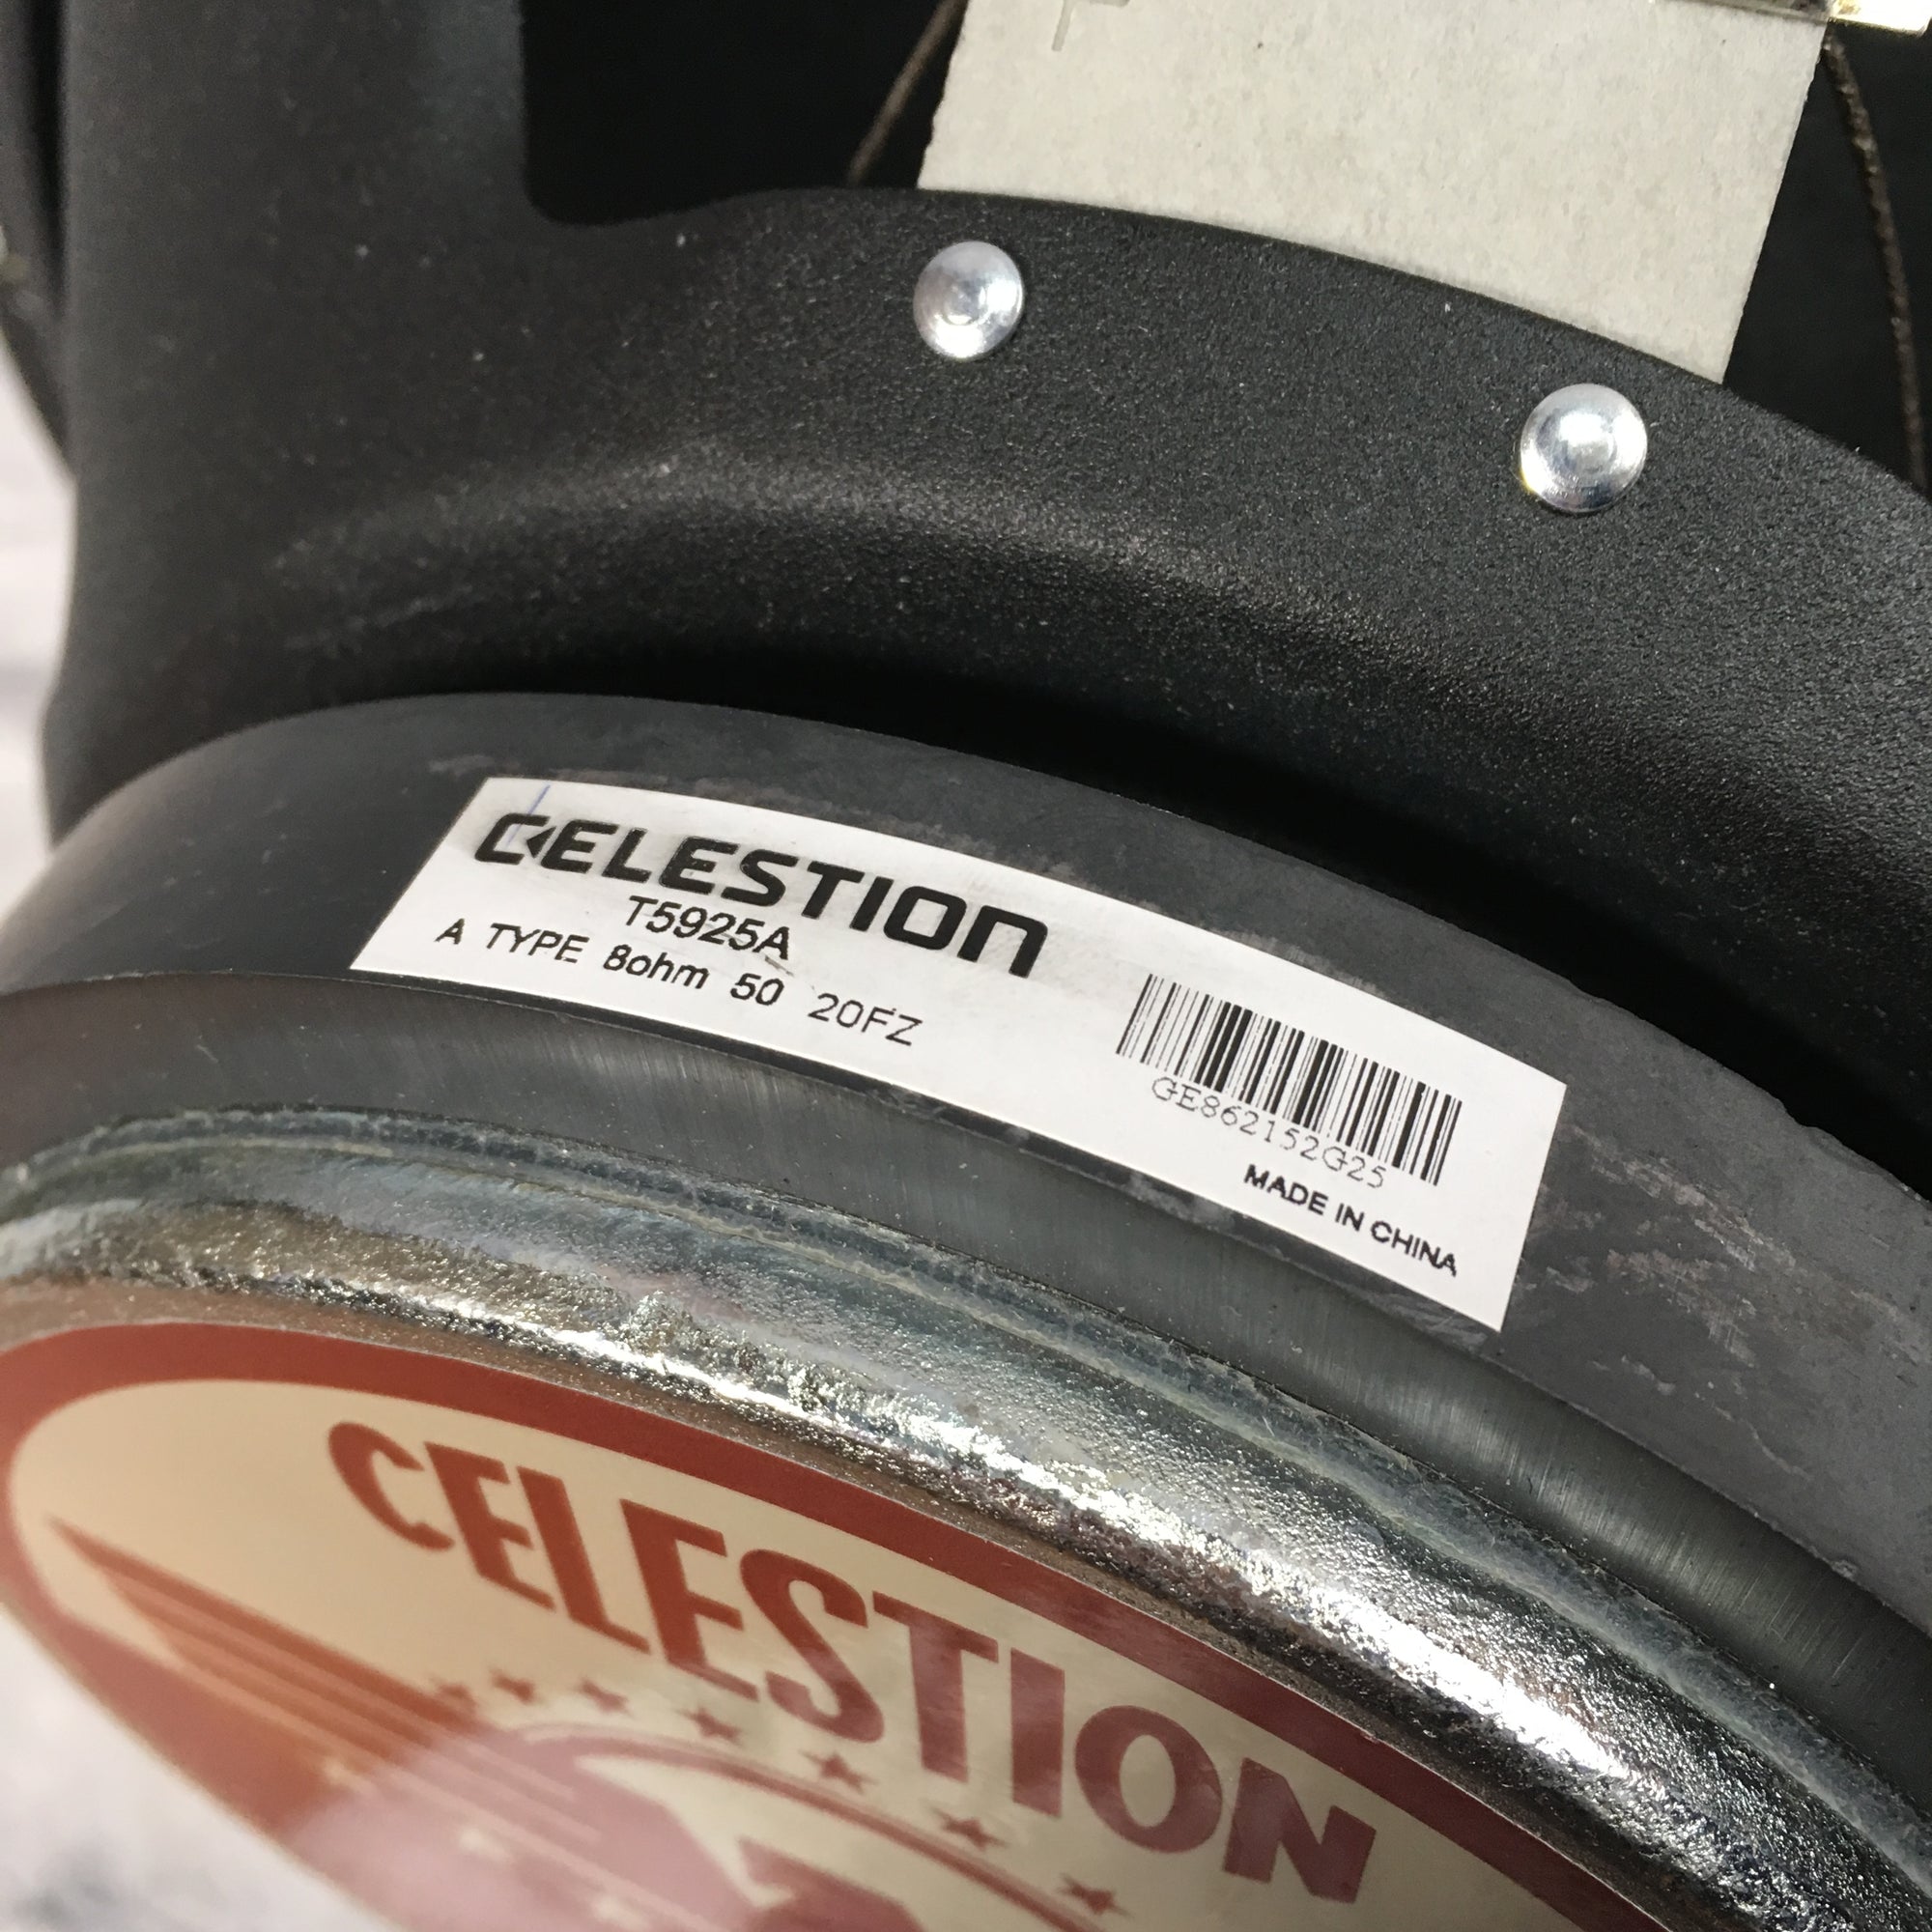 CELESTION
T5925A
A TYPE 8ohm 50 20FZ
GE862152G25
MADE IN CHINA
CELESTION